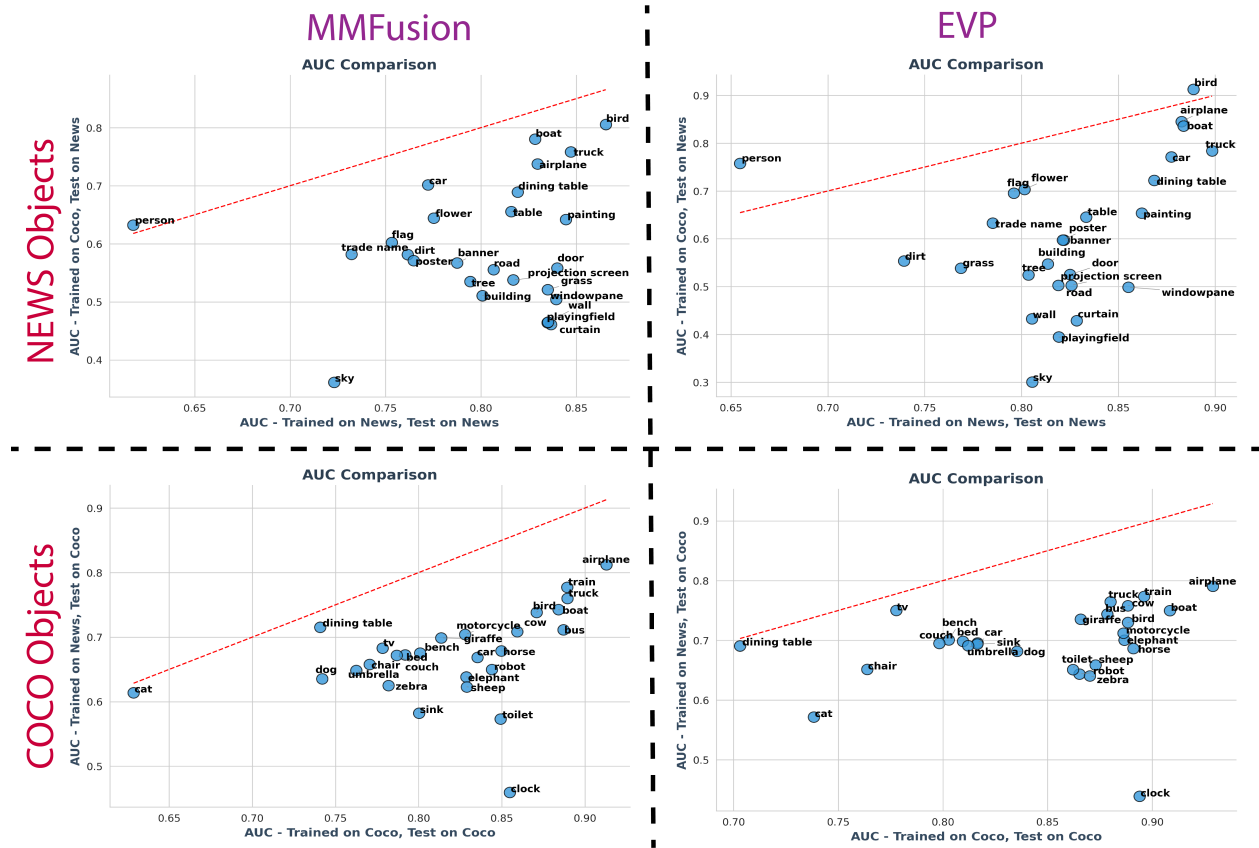 MMFusion
EVP
NEWS Objects
COCO Objects
AUC Comparison
AUC - Trained on Coco, Test on News
0.8
0.7
0.6
0.5
0.4
bird
boat
truck
airplane
car
dining table
person
flower
table
painting
flag
trade name
dirt
poster
banner
road
door
projection screen
tree
grass
building
windowpane
wall
playingfield
curtain
sky
0.65
0.70
0.75
0.80
0.85
AUC - Trained on News, Test on News
AUC Comparison
AUC - Trained on Coco, Test on News
0.9
0.8
0.7
0.6
0.5
0.4
0.3
bird
airplane
boat
truck
person
car
flower
flag
dining table
table
painting
trade name
poster
banner
building
dirt
grass
tree
door
projection screen
road
windowpane
wall
curtain
playingfield
sky
0.65
0.70
0.75
0.80
0.85
0.90
AUC - Trained on News, Test on News
AUC Comparison
AUC - Trained on News, Test on Coco
0.9
0.8
0.7
0.6
0.5
airplane
train
truck
bird
boat
dining table
motorcycle
cow
bus
giraffe
tv
bench
car
horse
bed
chair
couch
dog
umbrella
robot
elephant
cat
zebra
sheep
sink
toilet
clock
0.65
0.70
0.75
0.80
0.85
0.90
AUC - Trained on Coco, Test on Coco
AUC Comparison
AUC - Trained on News, Test on Coco
0.9
0.8
0.7
0.6
0.5
airplane
train
truck
cow
tv
bus
boat
giraffe
bird
bench
motorcycle
couch
bed
car
elephant
dining table
sink
umbrella
dog
horse
chair
toilet
sheep
robot
zebra
cat
clock
0.70
0.75
0.80
0.85
0.90
AUC - Trained on Coco, Test on Coco